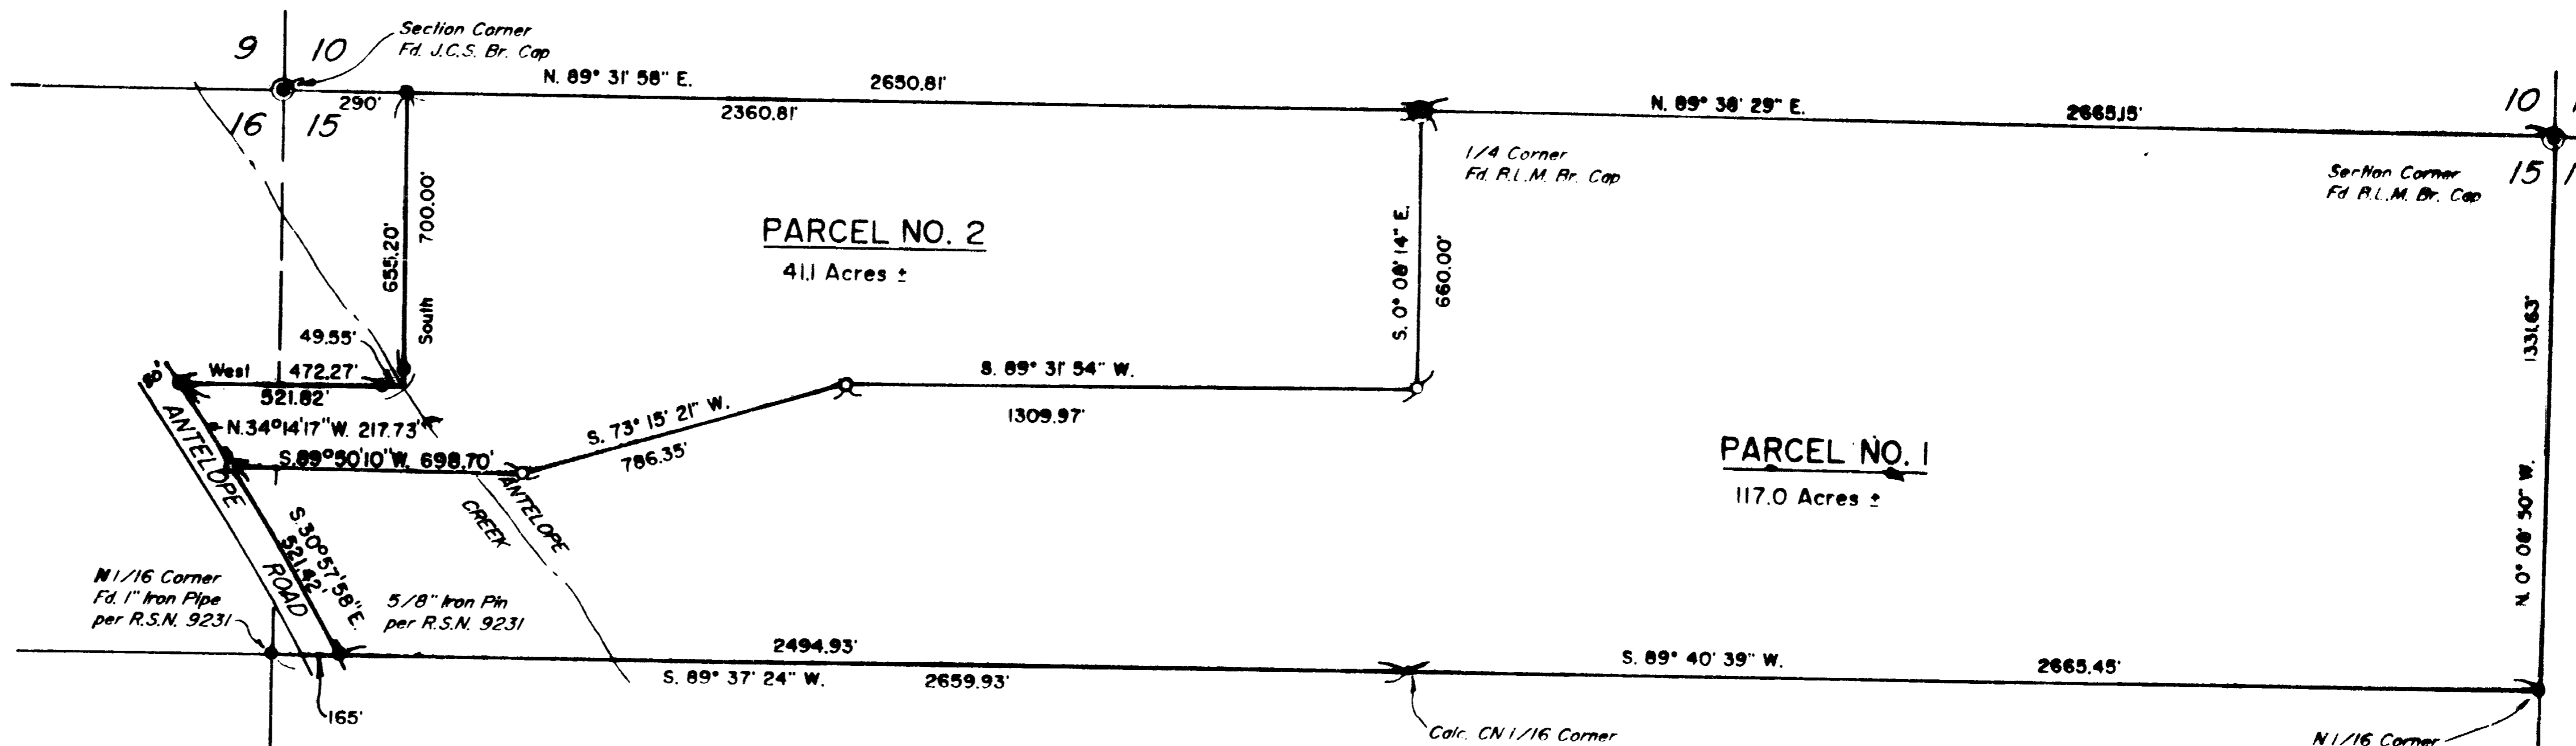 9 10
Section Corner
Fd. J.C.S. Br. Cap
N. 89° 31' 58" E.
2650.81'
290'
2360.81'
N. 89° 38' 29" E.
2665.15'
10
16 15
1/4 Corner
Fd. B.L.M. Br. Cap
Section Corner
Fd. B.L.M. Br. Cap
15
655.20'
South 700.00'
PARCEL NO. 2
41.1 Acres ±
S. 0° 08' 14" E.
660.00'
1331.63'
N. 0° 08' 50" W.
49.55'
West 472.27'
521.82'
60'
S. 89° 31' 54" W.
1309.97'
N.34°14'17"W. 217.73'
S. 73° 15' 21" W.
786.35'
S.89°50'10"W. 698.70'
PARCEL NO. 1
117.0 Acres ±
ANTELOPE
ROAD
ANTELOPE
CREEK
S.30°57'58"E.
521.42'
N 1/16 Corner
Fd. 1" Iron Pipe
per R.S.N. 9231
5/8" Iron Pin
per R.S.N. 9231
2494.93'
S. 89° 37' 24" W.
2659.93'
S. 89° 40' 39" W.
2665.45'
165'
Calc. CN 1/16 Corner
N 1/16 Corner